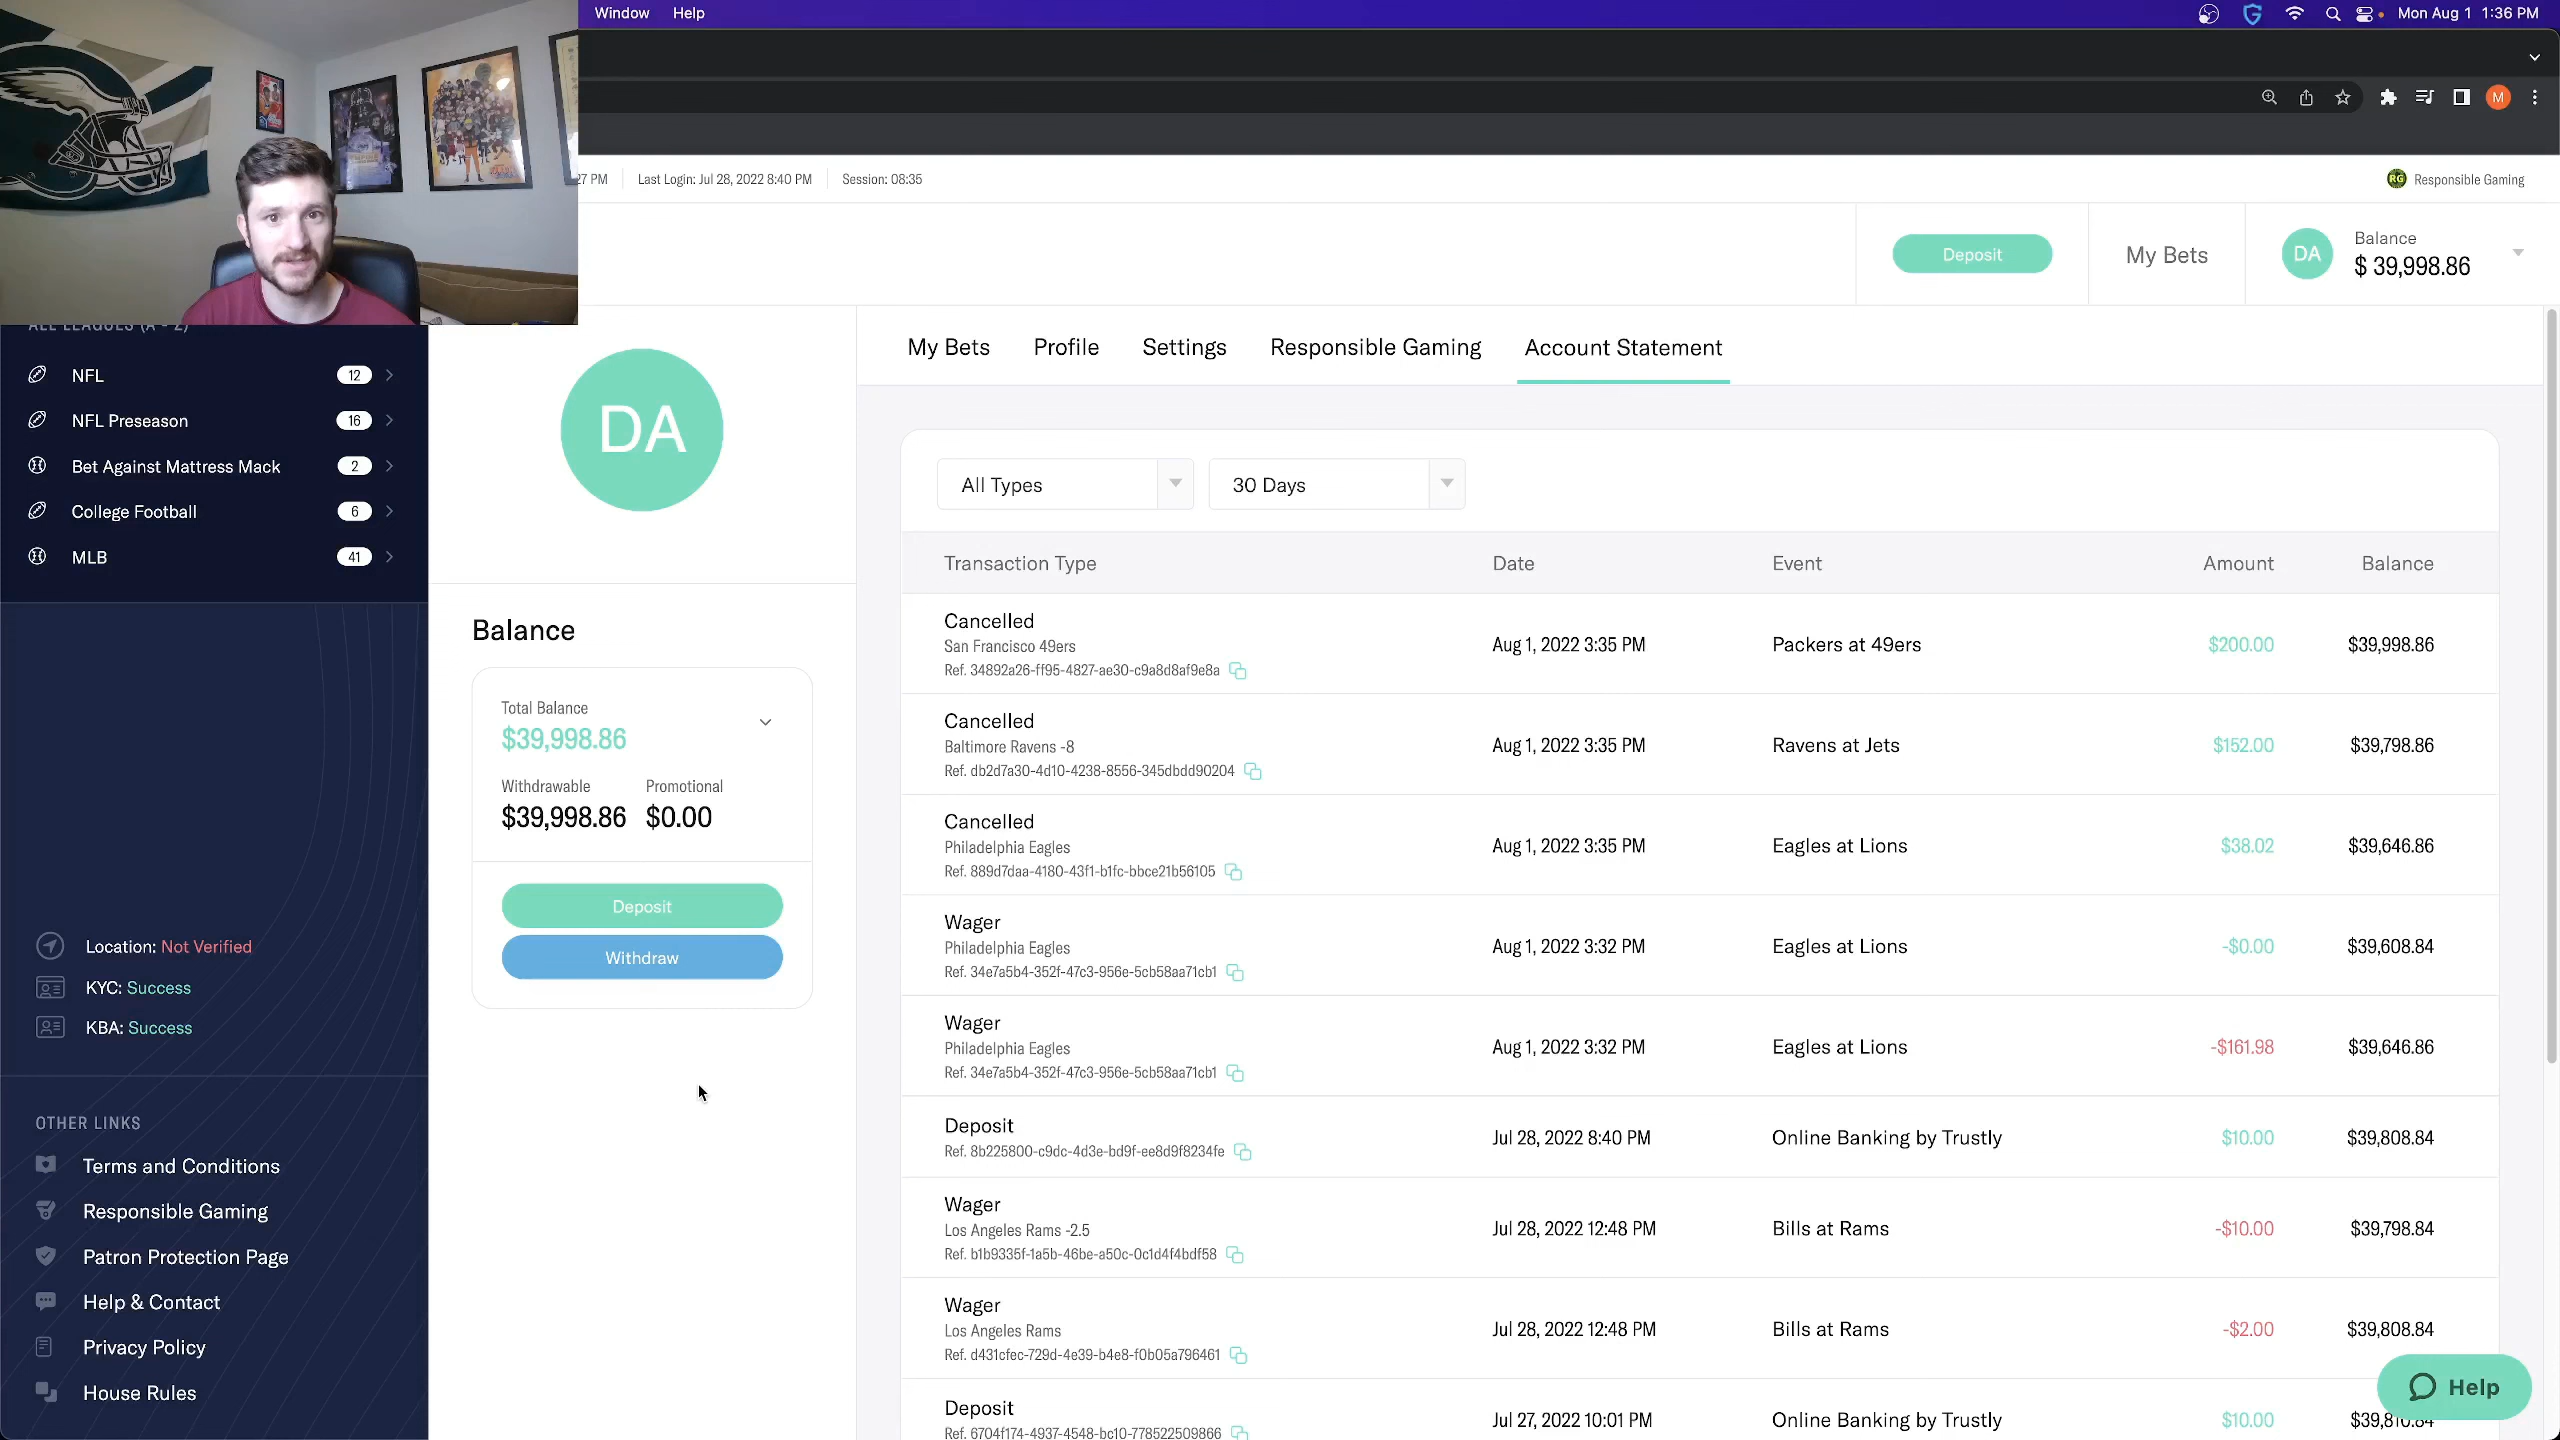 Window Help
Mon Aug 1 1:36 PM
M
27 PM
Last Login: Jul 28, 2022 8:40 PM
Session: 08:35
RG Responsible Gaming
Deposit
My Bets
DA
Balance
$ 39,998.86
ALL LEAGUES (A - Z)
NFL 12
NFL Preseason 16
Bet Against Mattress Mack 2
College Football 6
MLB 41
Location: Not Verified
KYC: Success
KBA: Success
OTHER LINKS
Terms and Conditions
Responsible Gaming
Patron Protection Page
Help & Contact
Privacy Policy
House Rules
DA
Balance
Total Balance
$39,998.86
Withdrawable Promotional
$39,998.86 $0.00
Deposit
Withdraw
My Bets Profile Settings Responsible Gaming Account Statement
All Types 30 Days
Transaction Type Date Event Amount Balance
Cancelled
San Francisco 49ers
Ref. 34892a26-ff95-4827-ae30-c9a8d8af9e8a
Aug 1, 2022 3:35 PM Packers at 49ers $200.00 $39,998.86
Cancelled
Baltimore Ravens -8
Ref. db2d7a30-4d10-4238-8556-345dbdd90204
Aug 1, 2022 3:35 PM Ravens at Jets $152.00 $39,798.86
Cancelled
Philadelphia Eagles
Ref. 889d7daa-4180-43f1-b1fc-bbce21b56105
Aug 1, 2022 3:35 PM Eagles at Lions $38.02 $39,646.86
Wager
Philadelphia Eagles
Ref. 34e7a5b4-352f-47c3-956e-5cb58aa71cb1
Aug 1, 2022 3:32 PM Eagles at Lions -$0.00 $39,608.84
Wager
Philadelphia Eagles
Ref. 34e7a5b4-352f-47c3-956e-5cb58aa71cb1
Aug 1, 2022 3:32 PM Eagles at Lions -$161.98 $39,646.86
Deposit
Ref. 8b225800-c9dc-4d3e-bd9f-ee8d9f8234fe
Jul 28, 2022 8:40 PM Online Banking by Trustly $10.00 $39,808.84
Wager
Los Angeles Rams -2.5
Ref. b1b9335f-1a5b-46be-a50c-0c1d4f4bdf58
Jul 28, 2022 12:48 PM Bills at Rams -$10.00 $39,798.84
Wager
Los Angeles Rams
Ref. d431cfec-729d-4e39-b4e8-f0b05a796461
Jul 28, 2022 12:48 PM Bills at Rams -$2.00 $39,808.84
Deposit
Ref. 6704f174-4937-4548-bc10-778522509866
Jul 27, 2022 10:01 PM Online Banking by Trustly $10.00 $39,810.84
Help